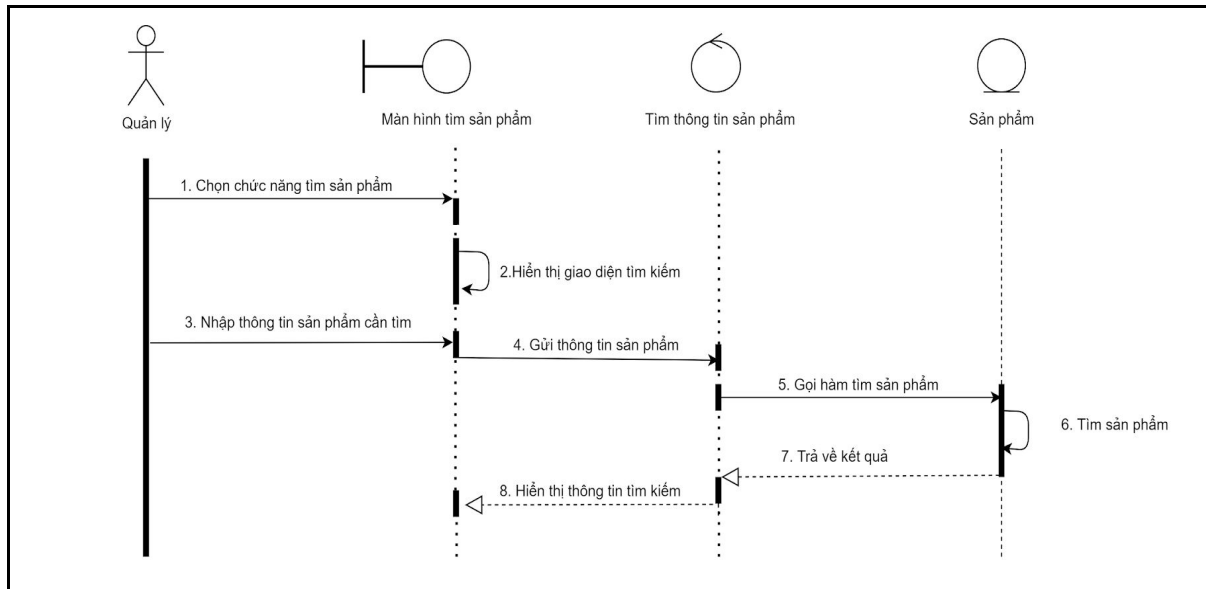 Quản lý
Màn hình tìm sản phẩm
Tìm thông tin sản phẩm
Sản phẩm
1. Chọn chức năng tìm sản phẩm
2.Hiển thị giao diện tìm kiếm
3. Nhập thông tin sản phẩm cần tìm
4. Gửi thông tin sản phẩm
5. Gọi hàm tìm sản phẩm
6. Tìm sản phẩm
7. Trả về kết quả
8. Hiển thị thông tin tìm kiếm